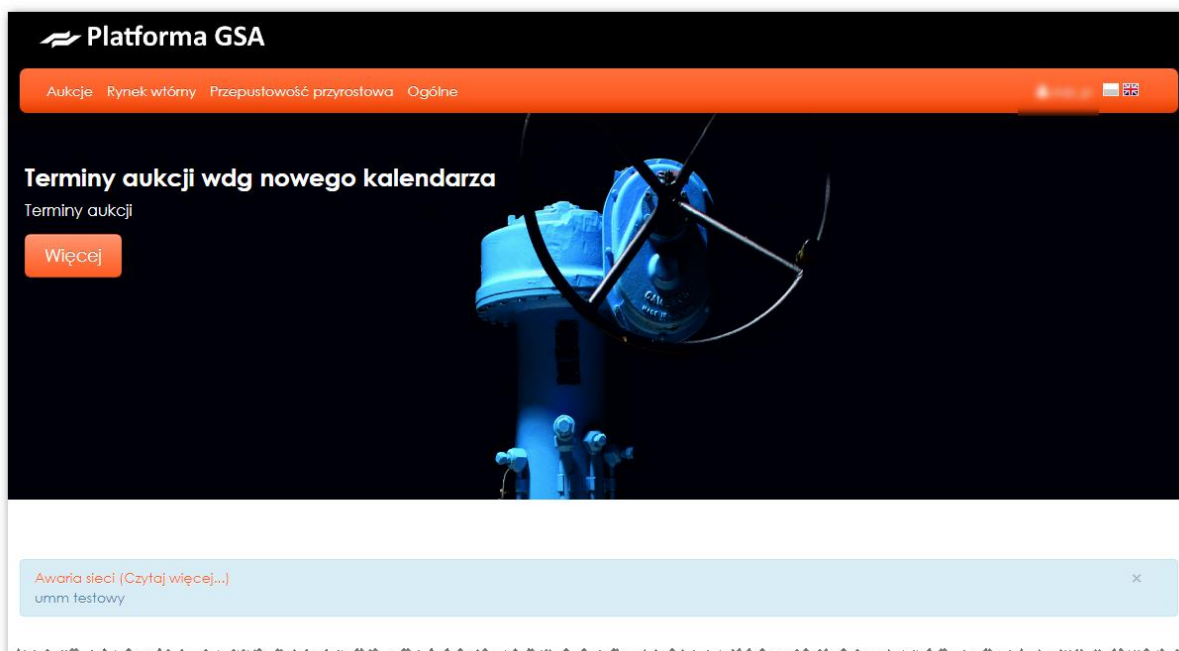 Platforma GSA
Aukcje Rynek wtórny Przepustowość przyrostowa Ogólne
Terminy aukcji wdg nowego kalendarza
Terminy aukcji
Więcej
Awaria sieci (Czytaj więcej...) ×
umm testowy